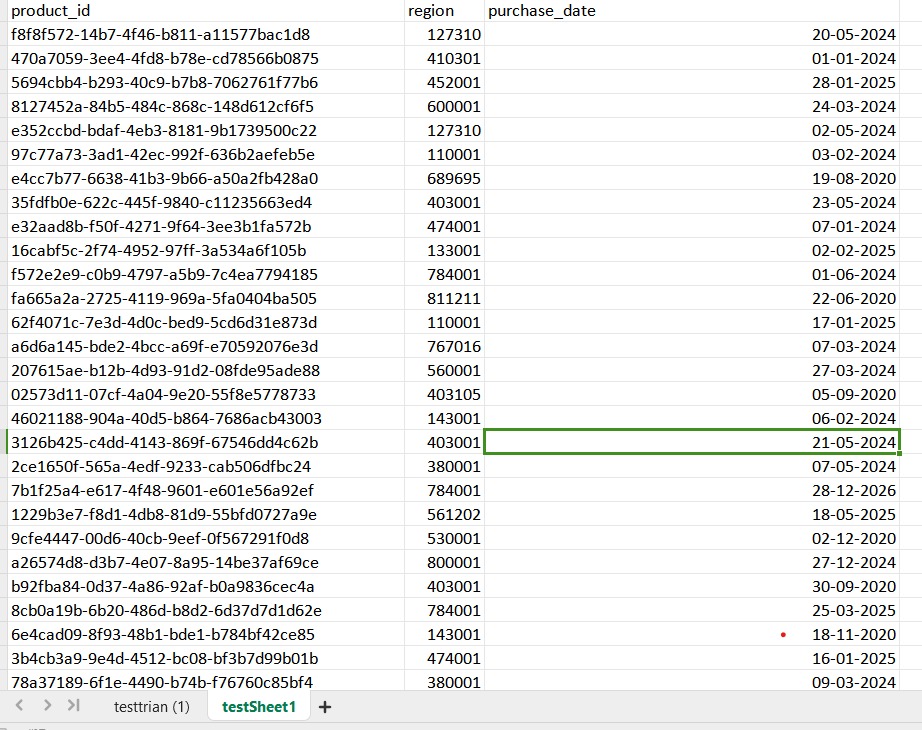 product_id region purchase_date
f8f8f572-14b7-4f46-b811-a11577bac1d8 127310 20-05-2024
470a7059-3ee4-4fd8-b78e-cd78566b0875 410301 01-01-2024
5694cbb4-b293-40c9-b7b8-7062761f77b6 452001 28-01-2025
8127452a-84b5-484c-868c-148d612cf6f5 600001 24-03-2024
e352ccbd-bdaf-4eb3-8181-9b1739500c22 127310 02-05-2024
97c77a73-3ad1-42ec-992f-636b2aefeb5e 110001 03-02-2024
e4cc7b77-6638-41b3-9b66-a50a2fb428a0 689695 19-08-2020
35fdfb0e-622c-445f-9840-c11235663ed4 403001 23-05-2024
e32aad8b-f50f-4271-9f64-3ee3b1fa572b 474001 07-01-2024
16cabf5c-2f74-4952-97ff-3a534a6f105b 133001 02-02-2025
f572e2e9-c0b9-4797-a5b9-7c4ea7794185 784001 01-06-2024
fa665a2a-2725-4119-969a-5fa0404ba505 811211 22-06-2020
62f4071c-7e3d-4d0c-bed9-5cd6d31e873d 110001 17-01-2025
a6d6a145-bde2-4bcc-a69f-e70592076e3d 767016 07-03-2024
207615ae-b12b-4d93-91d2-08fde95ade88 560001 27-03-2024
02573d11-07cf-4a04-9e20-55f8e5778733 403105 05-09-2020
46021188-904a-40d5-b864-7686acb43003 143001 06-02-2024
3126b425-c4dd-4143-869f-67546dd4c62b 403001 21-05-2024
2ce1650f-565a-4edf-9233-cab506dfbc24 380001 07-05-2024
7b1f25a4-e617-4f48-9601-e601e56a92ef 784001 28-12-2026
1229b3e7-f8d1-4db8-81d9-55bfd0727a9e 561202 18-05-2025
9cfe4447-00d6-40cb-9eef-0f567291f0d8 530001 02-12-2020
a26574d8-d3b7-4e07-8a95-14be37af69ce 800001 27-12-2024
b92fba84-0d37-4a86-92af-b0a9836cec4a 403001 30-09-2020
8cb0a19b-6b20-486d-b8d2-6d37d7d1d62e 784001 25-03-2025
6e4cad09-8f93-48b1-bde1-b784bf42ce85 143001 18-11-2020
3b4cb3a9-9e4d-4512-bc08-bf3b7d99b01b 474001 16-01-2025
78a37189-6f1e-4490-b74b-f76760c85bf4 380001 09-03-2024
testtrian (1) testSheet1